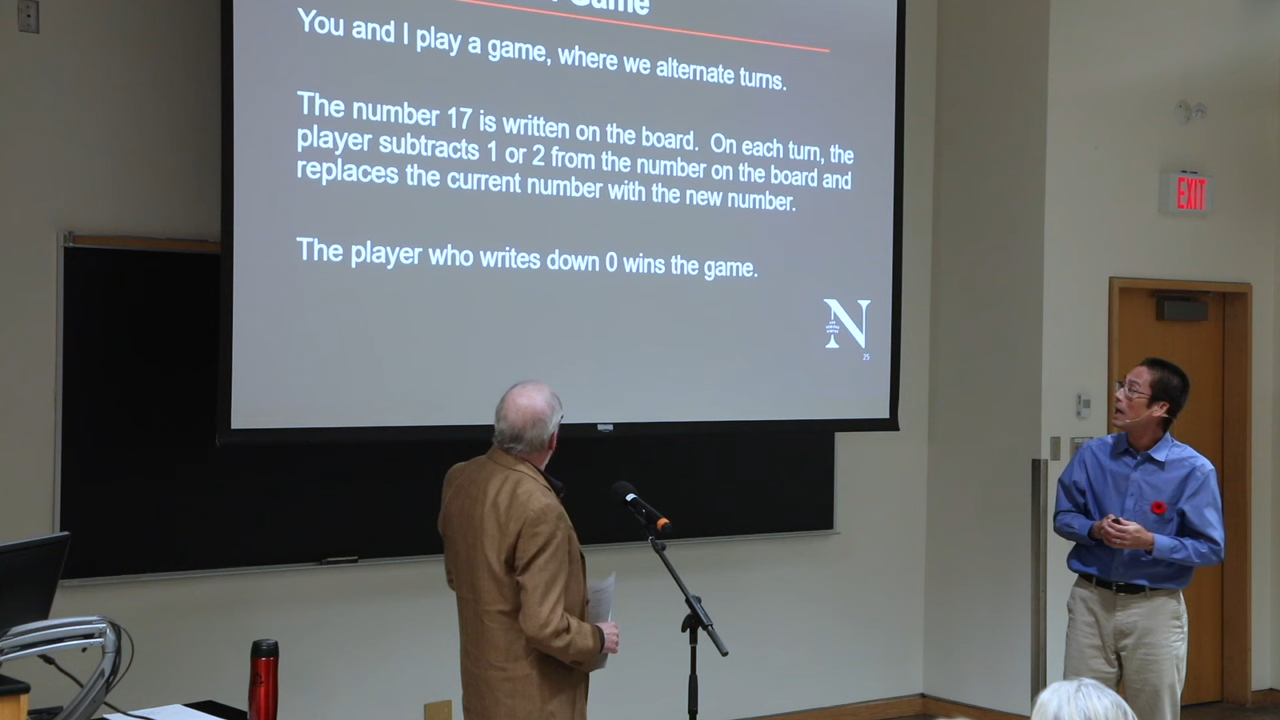 Game
You and I play a game, where we alternate turns.
The number 17 is written on the board. On each turn, the
player subtracts 1 or 2 from the number on the board and
replaces the current number with the new number.
The player who writes down 0 wins the game.
N
25
EXIT